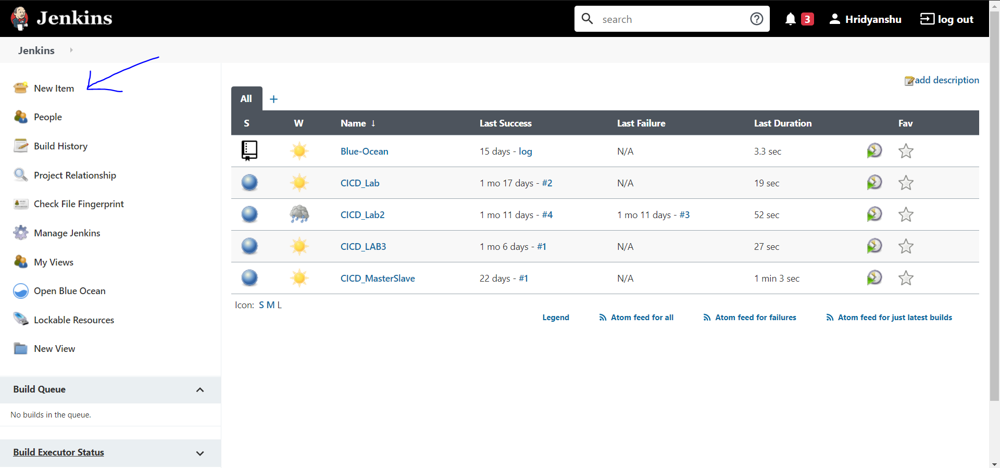 Jenkins
search
3
Hridyanshu
log out
Jenkins
New Item
People
Build History
Project Relationship
Check File Fingerprint
Manage Jenkins
My Views
Open Blue Ocean
Lockable Resources
New View
Build Queue
No builds in the queue.
Build Executor Status
add description
All +
S W Name ↓ Last Success Last Failure Last Duration Fav
Blue-Ocean 15 days - log N/A 3.3 sec
CICD_Lab 1 mo 17 days - #2 N/A 19 sec
CICD_Lab2 1 mo 11 days - #4 1 mo 11 days - #3 52 sec
CICD_LAB3 1 mo 6 days - #1 N/A 27 sec
CICD_MasterSlave 22 days - #1 N/A 1 min 3 sec
Icon: S M L
Legend Atom feed for all Atom feed for failures Atom feed for just latest builds